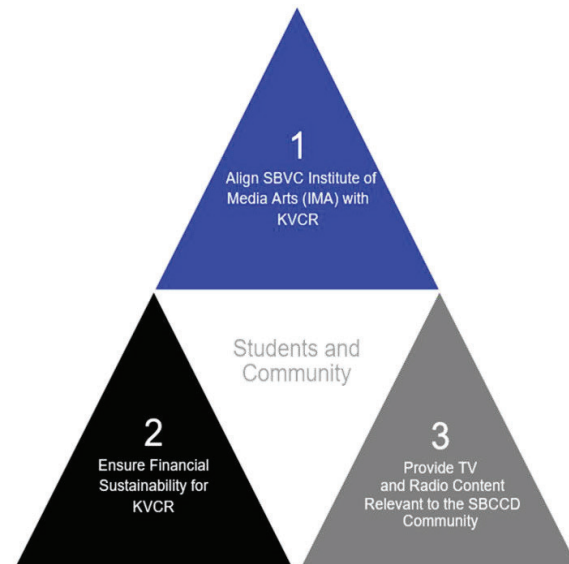 1
Align SBVC Institute of
Media Arts (IMA) with
KVCR
Students and
Community
2
Ensure Financial
Sustainability for
KVCR
3
Provide TV
and Radio Content
Relevant to the SBCCD
Community